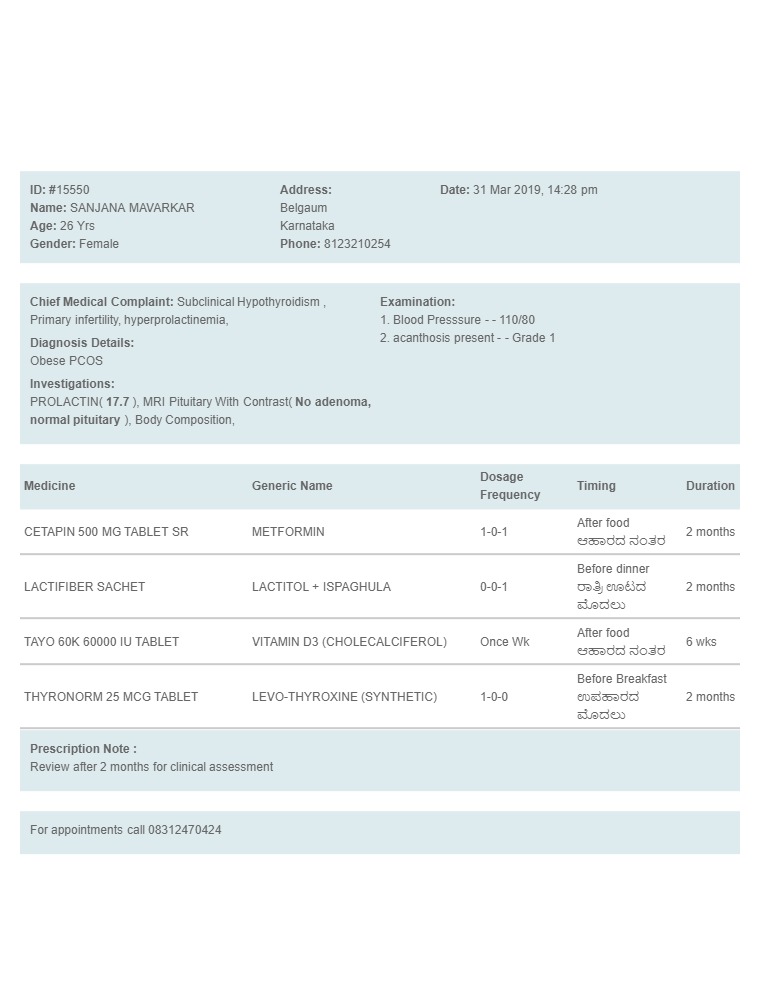 ID: #15550
Name: SANJANA MAVARKAR
Age: 26 Yrs
Gender: Female
Address:
Belgaum
Karnataka
Phone: 8123210254
Date: 31 Mar 2019, 14:28 pm
Chief Medical Complaint: Subclinical Hypothyroidism ,
Primary infertility, hyperprolactinemia,
Diagnosis Details:
Obese PCOS
Investigations:
PROLACTIN( 17.7 ), MRI Pituitary With Contrast( No adenoma,
normal pituitary ), Body Composition,
Examination:
1. Blood Presssure - - 110/80
2. acanthosis present - - Grade 1
Medicine Generic Name Dosage Frequency Timing Duration
CETAPIN 500 MG TABLET SR METFORMIN 1-0-1 After food 2 months
ಆಹಾರದ ನಂತರ
LACTIFIBER SACHET LACTITOL + ISPAGHULA 0-0-1 Before dinner 2 months
ರಾತ್ರಿ ಊಟದ
ಮೊದಲು
TAYO 60K 60000 IU TABLET VITAMIN D3 (CHOLECALCIFEROL) Once Wk After food 6 wks
ಆಹಾರದ ನಂತರ
THYRONORM 25 MCG TABLET LEVO-THYROXINE (SYNTHETIC) 1-0-0 Before Breakfast 2 months
ಉಪಹಾರದ
ಮೊದಲು
Prescription Note :
Review after 2 months for clinical assessment
For appointments call 08312470424